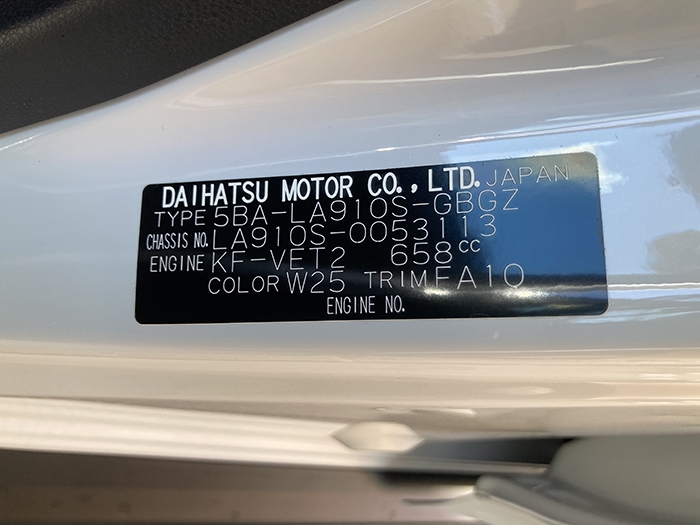 DAIHATSU MOTOR CO., LTD. JAPAN
TYPE 5BA-LA910S-GBGZ
CHASSIS NO. LA910S-0053113
ENGINE KF-VET2 658cc
COLOR W25 TRIM FA10
ENGINE NO.